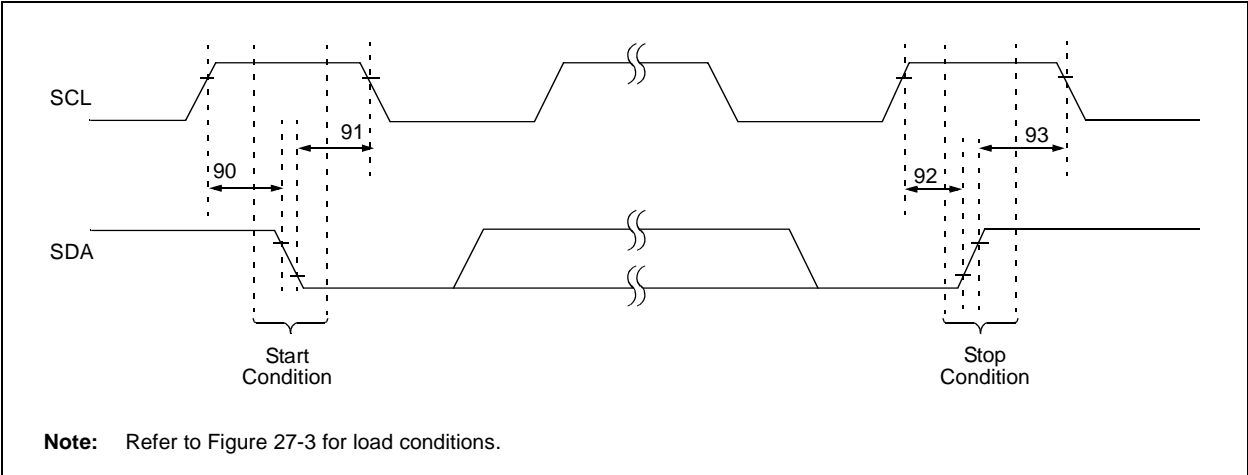 SCL
91
93
90
92
SDA
Start
Condition
Stop
Condition
Note: Refer to Figure 27-3 for load conditions.